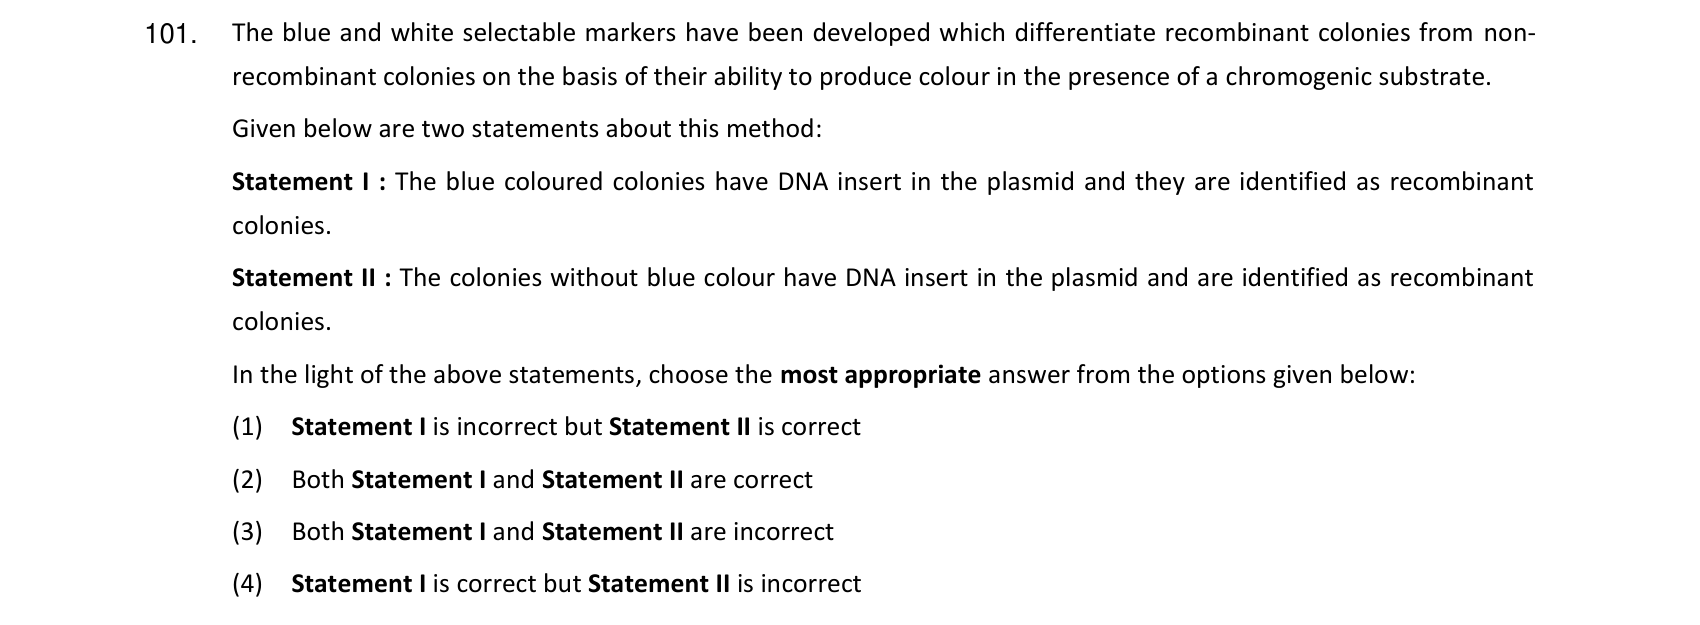 101. The blue and white selectable markers have been developed which differentiate recombinant colonies from non-
recombinant colonies on the basis of their ability to produce colour in the presence of a chromogenic substrate.
Given below are two statements about this method:
Statement I : The blue coloured colonies have DNA insert in the plasmid and they are identified as recombinant
colonies.
Statement II : The colonies without blue colour have DNA insert in the plasmid and are identified as recombinant
colonies.
In the light of the above statements, choose the most appropriate answer from the options given below:
(1) Statement I is incorrect but Statement II is correct
(2) Both Statement I and Statement II are correct
(3) Both Statement I and Statement II are incorrect
(4) Statement I is correct but Statement II is incorrect